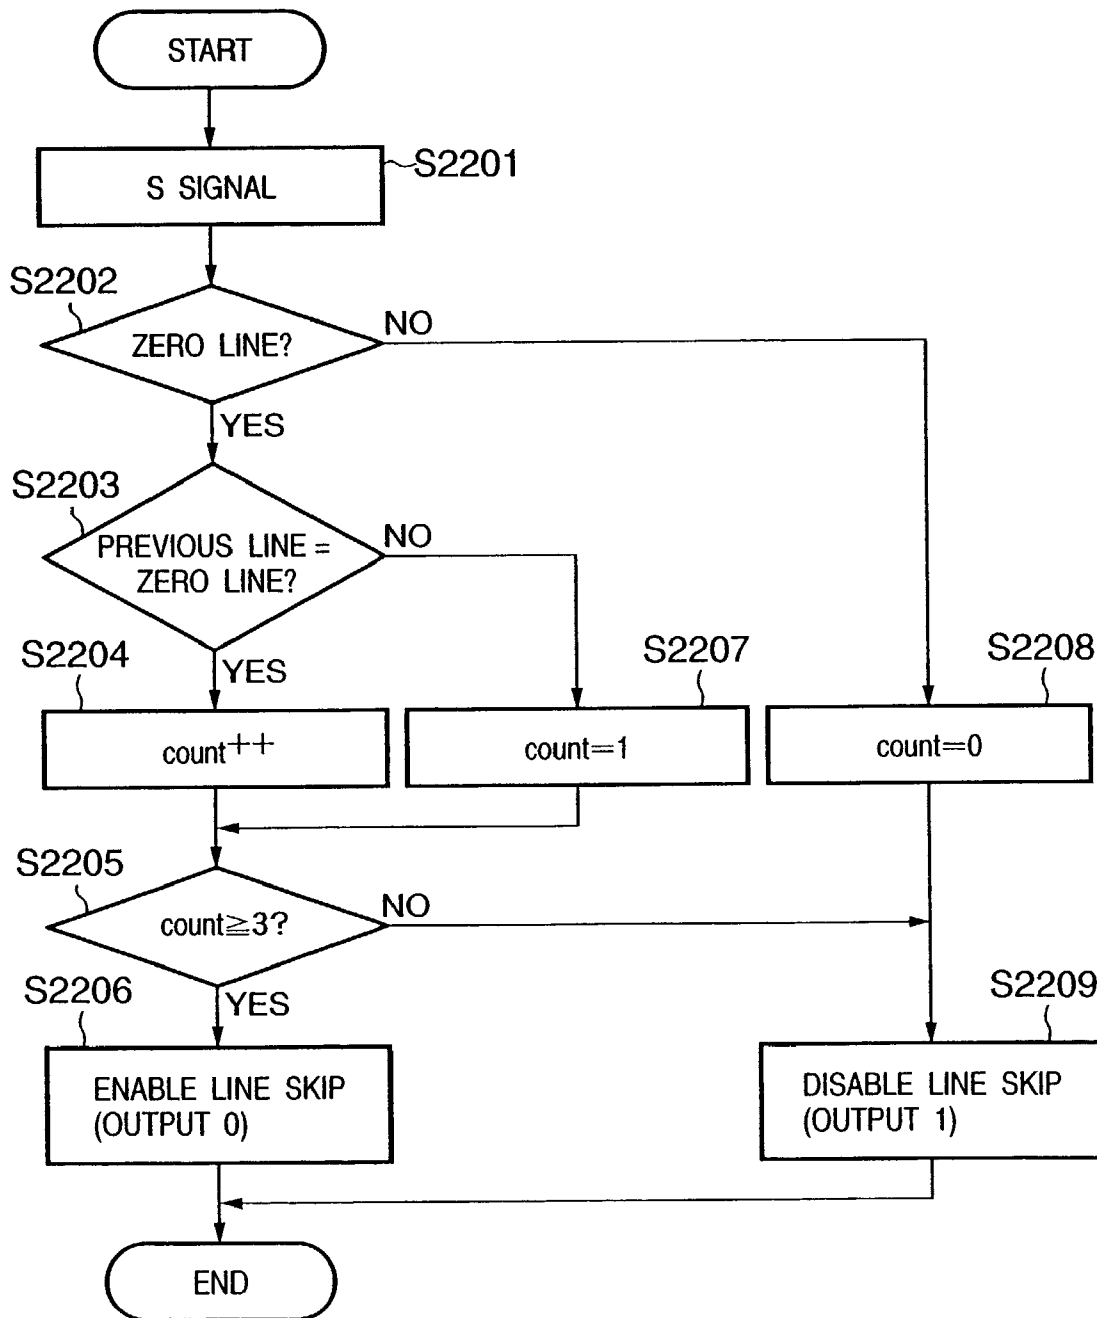 START
S SIGNAL
S2201
S2202
ZERO LINE?
NO
YES
S2203
PREVIOUS LINE =
ZERO LINE?
NO
YES
S2204
count++
S2207
count=1
S2208
count=0
S2205
count≧3?
NO
YES
S2206
ENABLE LINE SKIP
(OUTPUT 0)
S2209
DISABLE LINE SKIP
(OUTPUT 1)
END